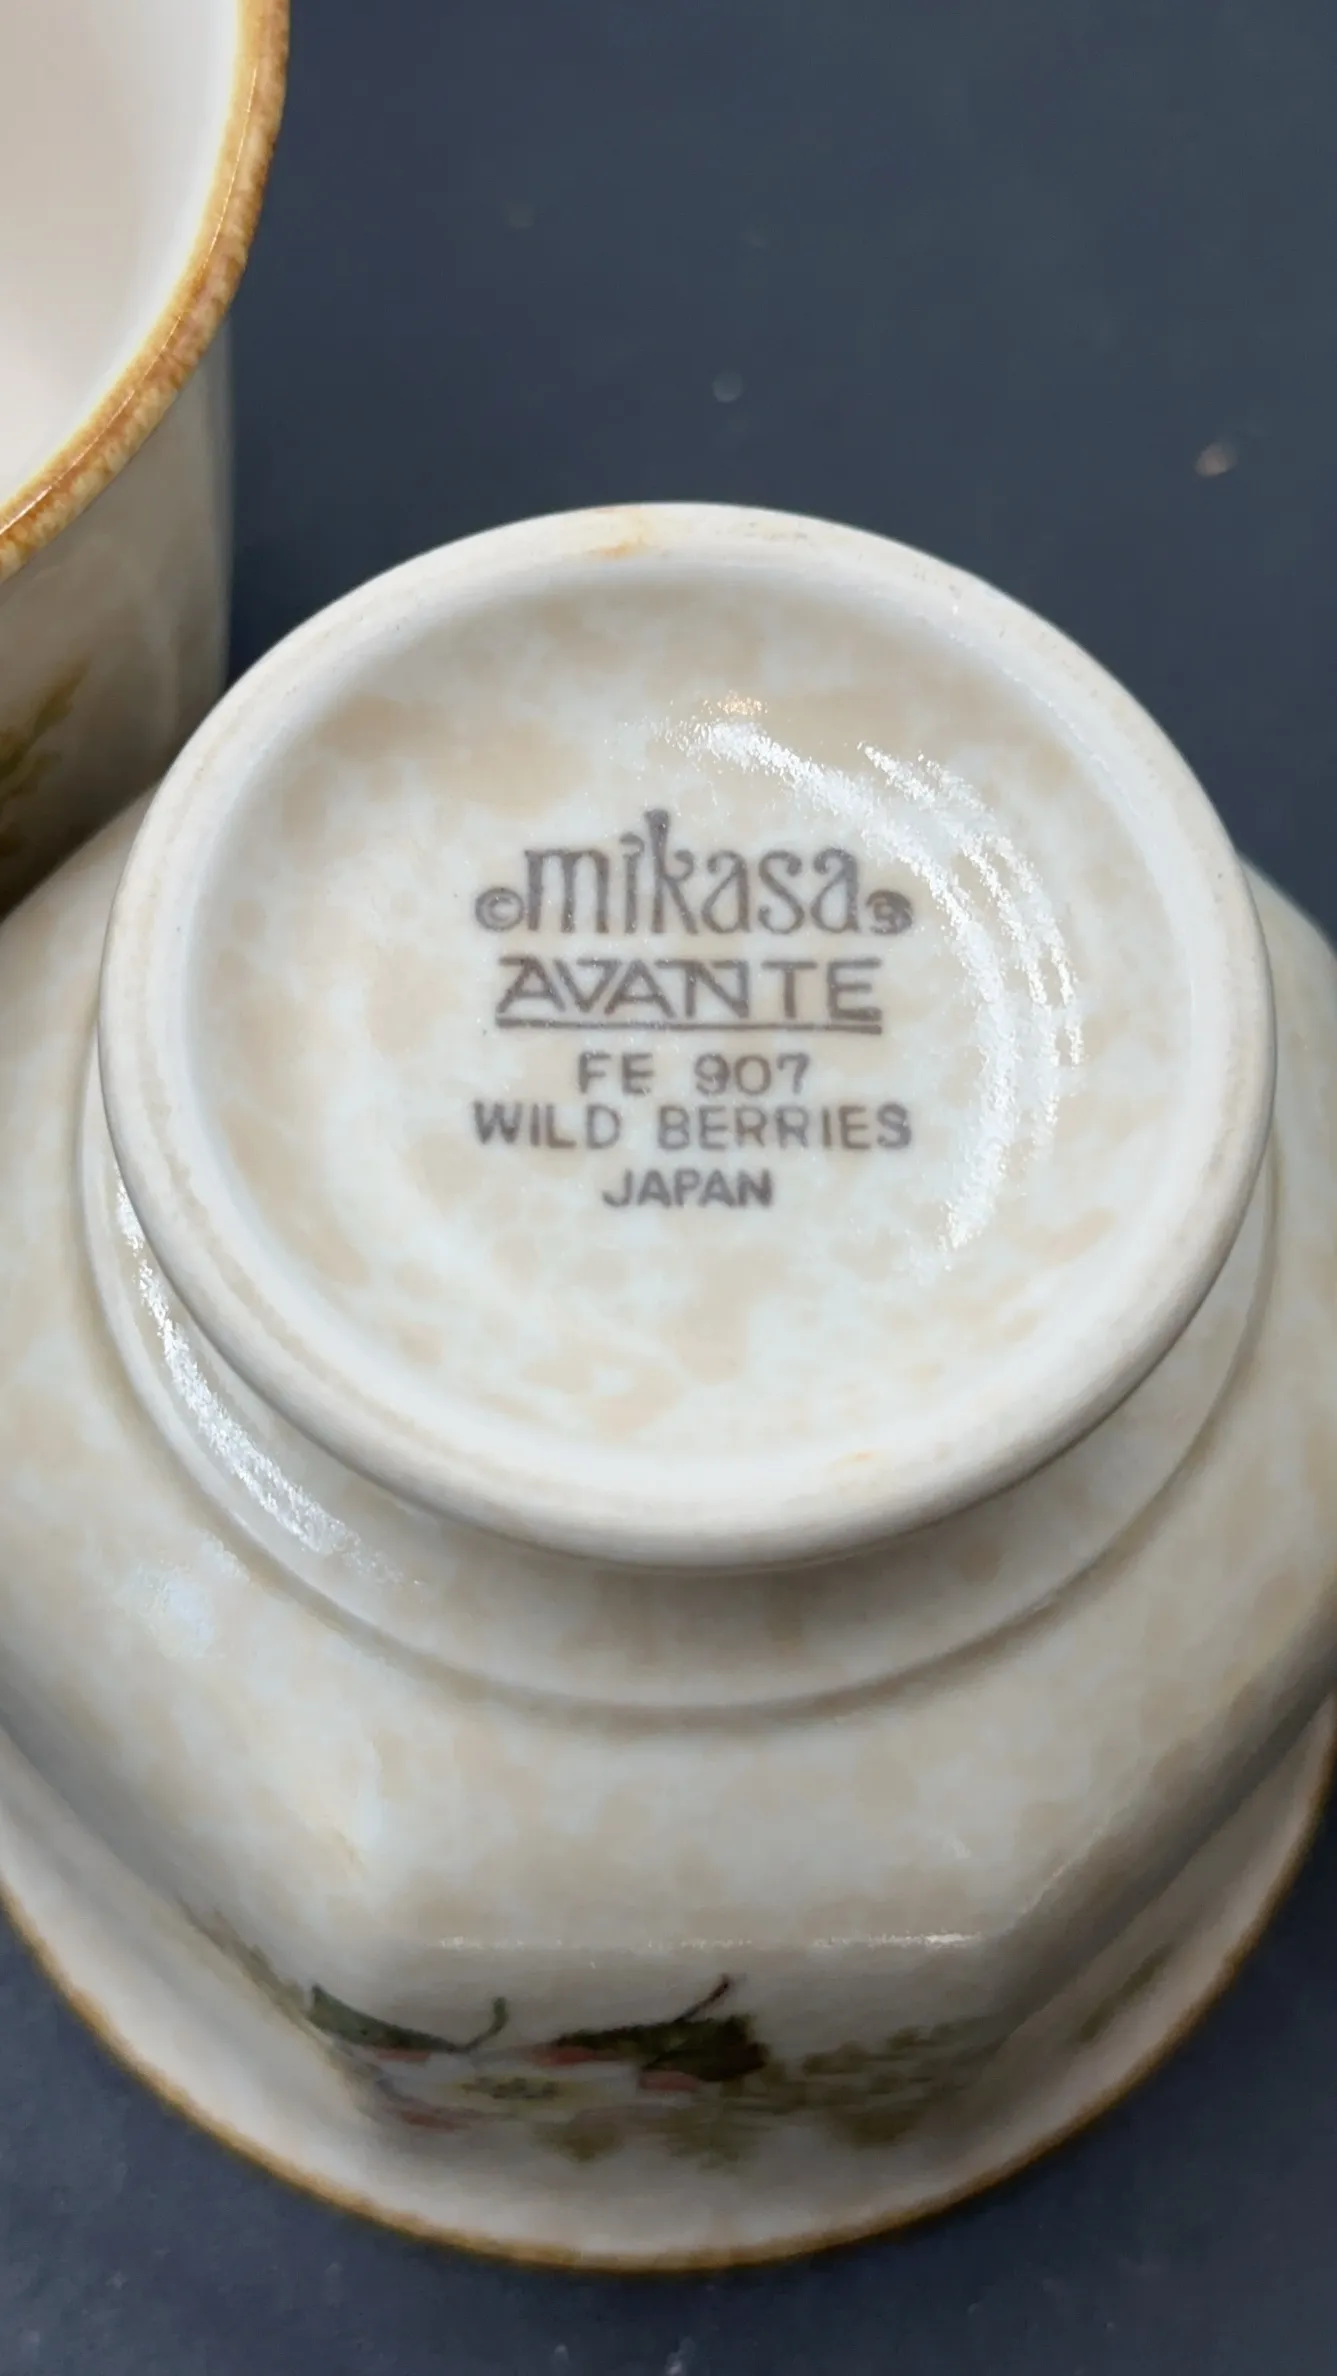 ©mikasa®
AVANTE
FE 907
WILD BERRIES
JAPAN